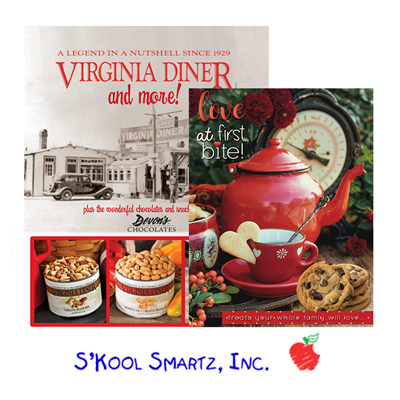 A LEGEND IN A NUTSHELL SINCE 1929
VIRGINIA DINER
and more!
VIRGINIA DINER
plus the wonderful chocolates and snack
Devon's
CHOCOLATES
love
at first
bite!
treats your whole family will love...
S'KOOL SMARTZ, INC.